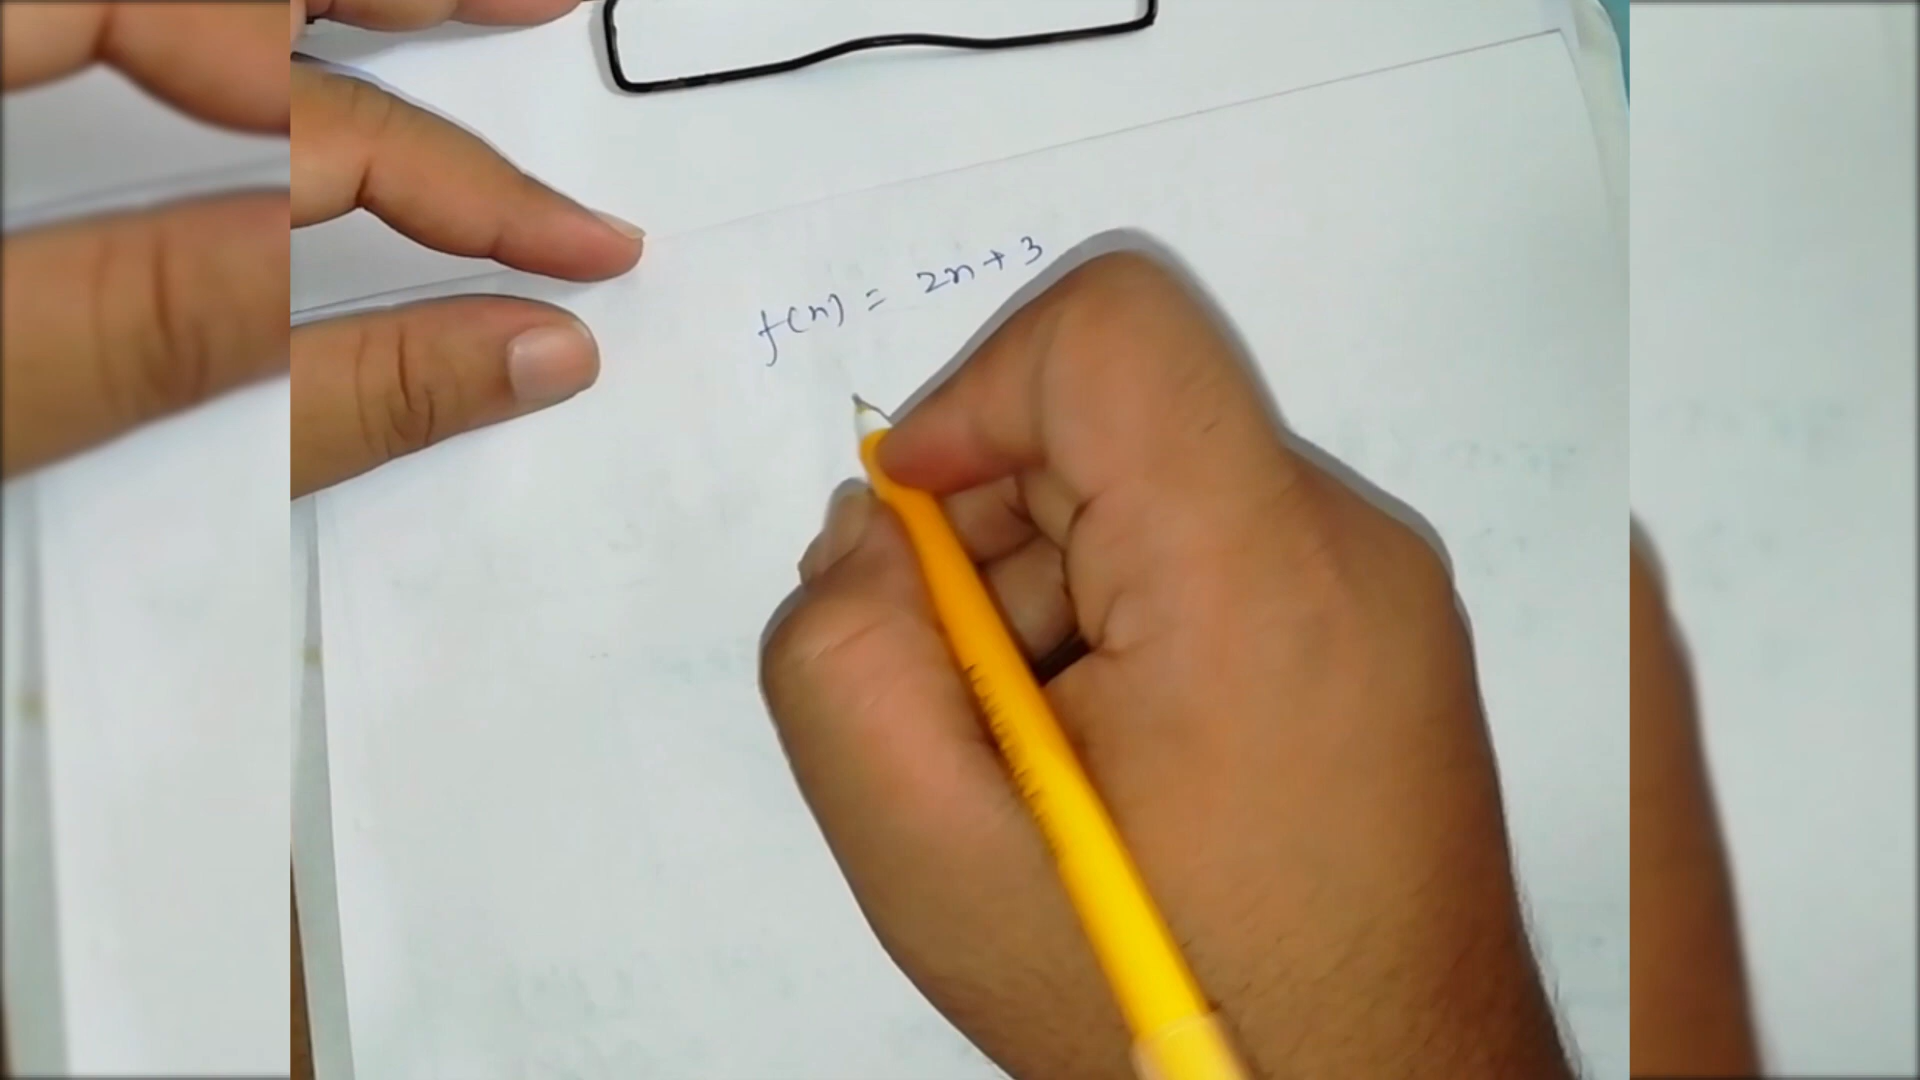 f(n) = 2n + 3